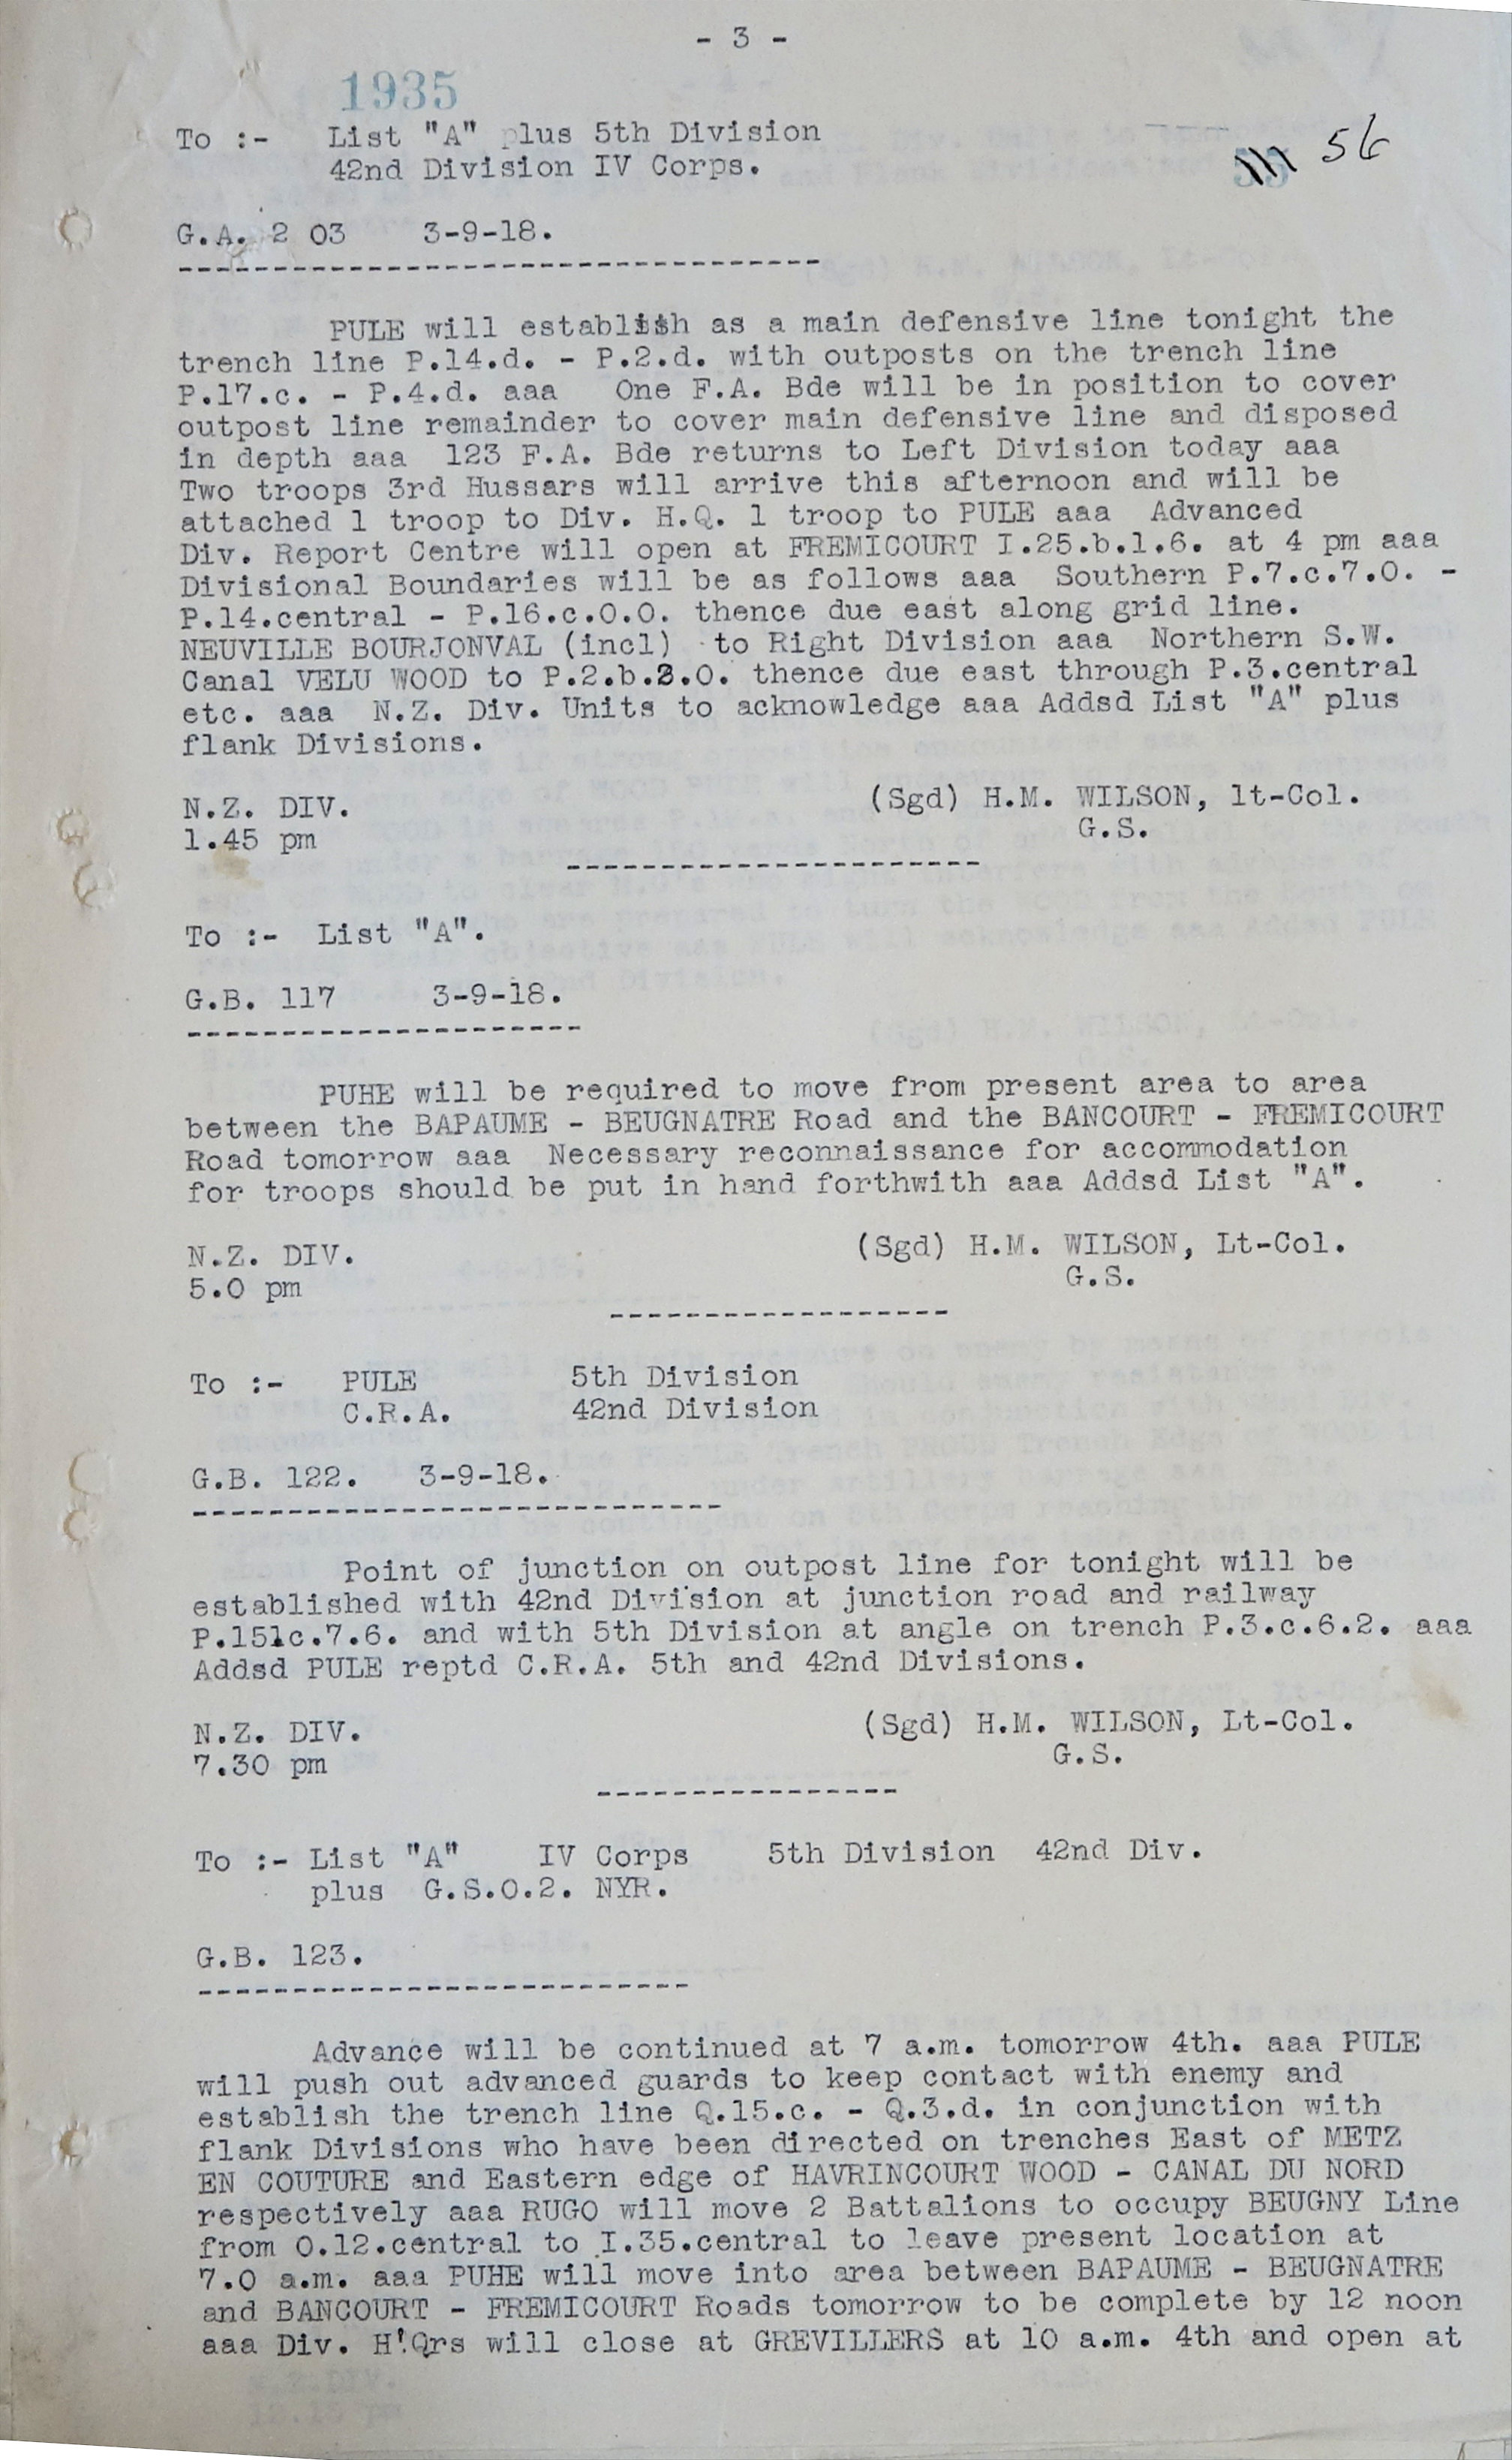 - 3 -
1935
To :- List "A" plus 5th Division
42nd Division IV Corps.
56
G.A. 2 03 3-9-18.
PULE will establish as a main defensive line tonight the
trench line P.14.d. - P.2.d. with outposts on the trench line
P.17.c. - P.4.d. aaa One F.A. Bde will be in position to cover
outpost line remainder to cover main defensive line and disposed
in depth aaa 123 F.A. Bde returns to Left Division today aaa
Two troops 3rd Hussars will arrive this afternoon and will be
attached 1 troop to Div. H.Q. 1 troop to PULE aaa Advanced
Div. Report Centre will open at FREMICOURT I.25.b.1.6. at 4 pm aaa
Divisional Boundaries will be as follows aaa Southern P.7.c.7.0. -
P.14.central - P.16.c.0.0. thence due east along grid line.
NEUVILLE BOURJONVAL (incl) to Right Division aaa Northern S.W.
Canal VELU WOOD to P.2.b.3.0. thence due east through P.3.central
etc. aaa N.Z. Div. Units to acknowledge aaa Addsd List "A" plus
flank Divisions.
N.Z. DIV. (Sgd) H.M. WILSON, lt-Col.
1.45 pm G.S.
To :- List "A".
G.B. 117 3-9-18.
PUHE will be required to move from present area to area
between the BAPAUME - BEUGNATRE Road and the BANCOURT - FREMICOURT
Road tomorrow aaa Necessary reconnaissance for accommodation
for troops should be put in hand forthwith aaa Addsd List "A".
N.Z. DIV. (Sgd) H.M. WILSON, Lt-Col.
5.0 pm G.S.
To :- PULE 5th Division
C.R.A. 42nd Division
G.B. 122. 3-9-18.
Point of junction on outpost line for tonight will be
established with 42nd Division at junction road and railway
P.151c.7.6. and with 5th Division at angle on trench P.3.c.6.2. aaa
Addsd PULE reptd C.R.A. 5th and 42nd Divisions.
N.Z. DIV. (Sgd) H.M. WILSON, Lt-Col.
7.30 pm G.S.
To :- List "A" IV Corps 5th Division 42nd Div.
plus G.S.O.2. NYR.
G.B. 123.
Advance will be continued at 7 a.m. tomorrow 4th. aaa PULE
will push out advanced guards to keep contact with enemy and
establish the trench line Q.15.c. - Q.3.d. in conjunction with
flank Divisions who have been directed on trenches East of METZ
EN COUTURE and Eastern edge of HAVRINCOURT WOOD - CANAL DU NORD
respectively aaa RUGO will move 2 Battalions to occupy BEUGNY Line
from O.12.central to I.35.central to leave present location at
7.0 a.m. aaa PUHE will move into area between BAPAUME - BEUGNATRE
and BANCOURT - FREMICOURT Roads tomorrow to be complete by 12 noon
aaa Div. H!Qrs will close at GREVILLERS at 10 a.m. 4th and open at